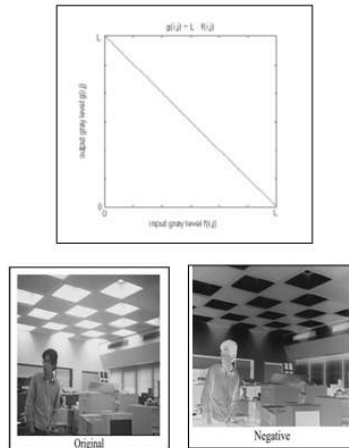 g(i,j) = L f(i,j)
L
output gray level g(i,j)
0
0
L
input gray level f(i,j)
Original
Negative